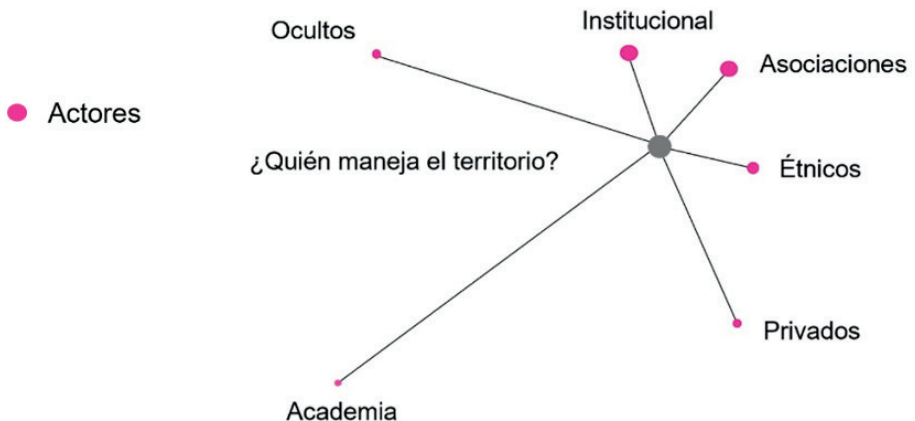 Institucional
Ocultos
Asociaciones
Actores
¿Quién maneja el territorio?
Étnicos
Privados
Academia